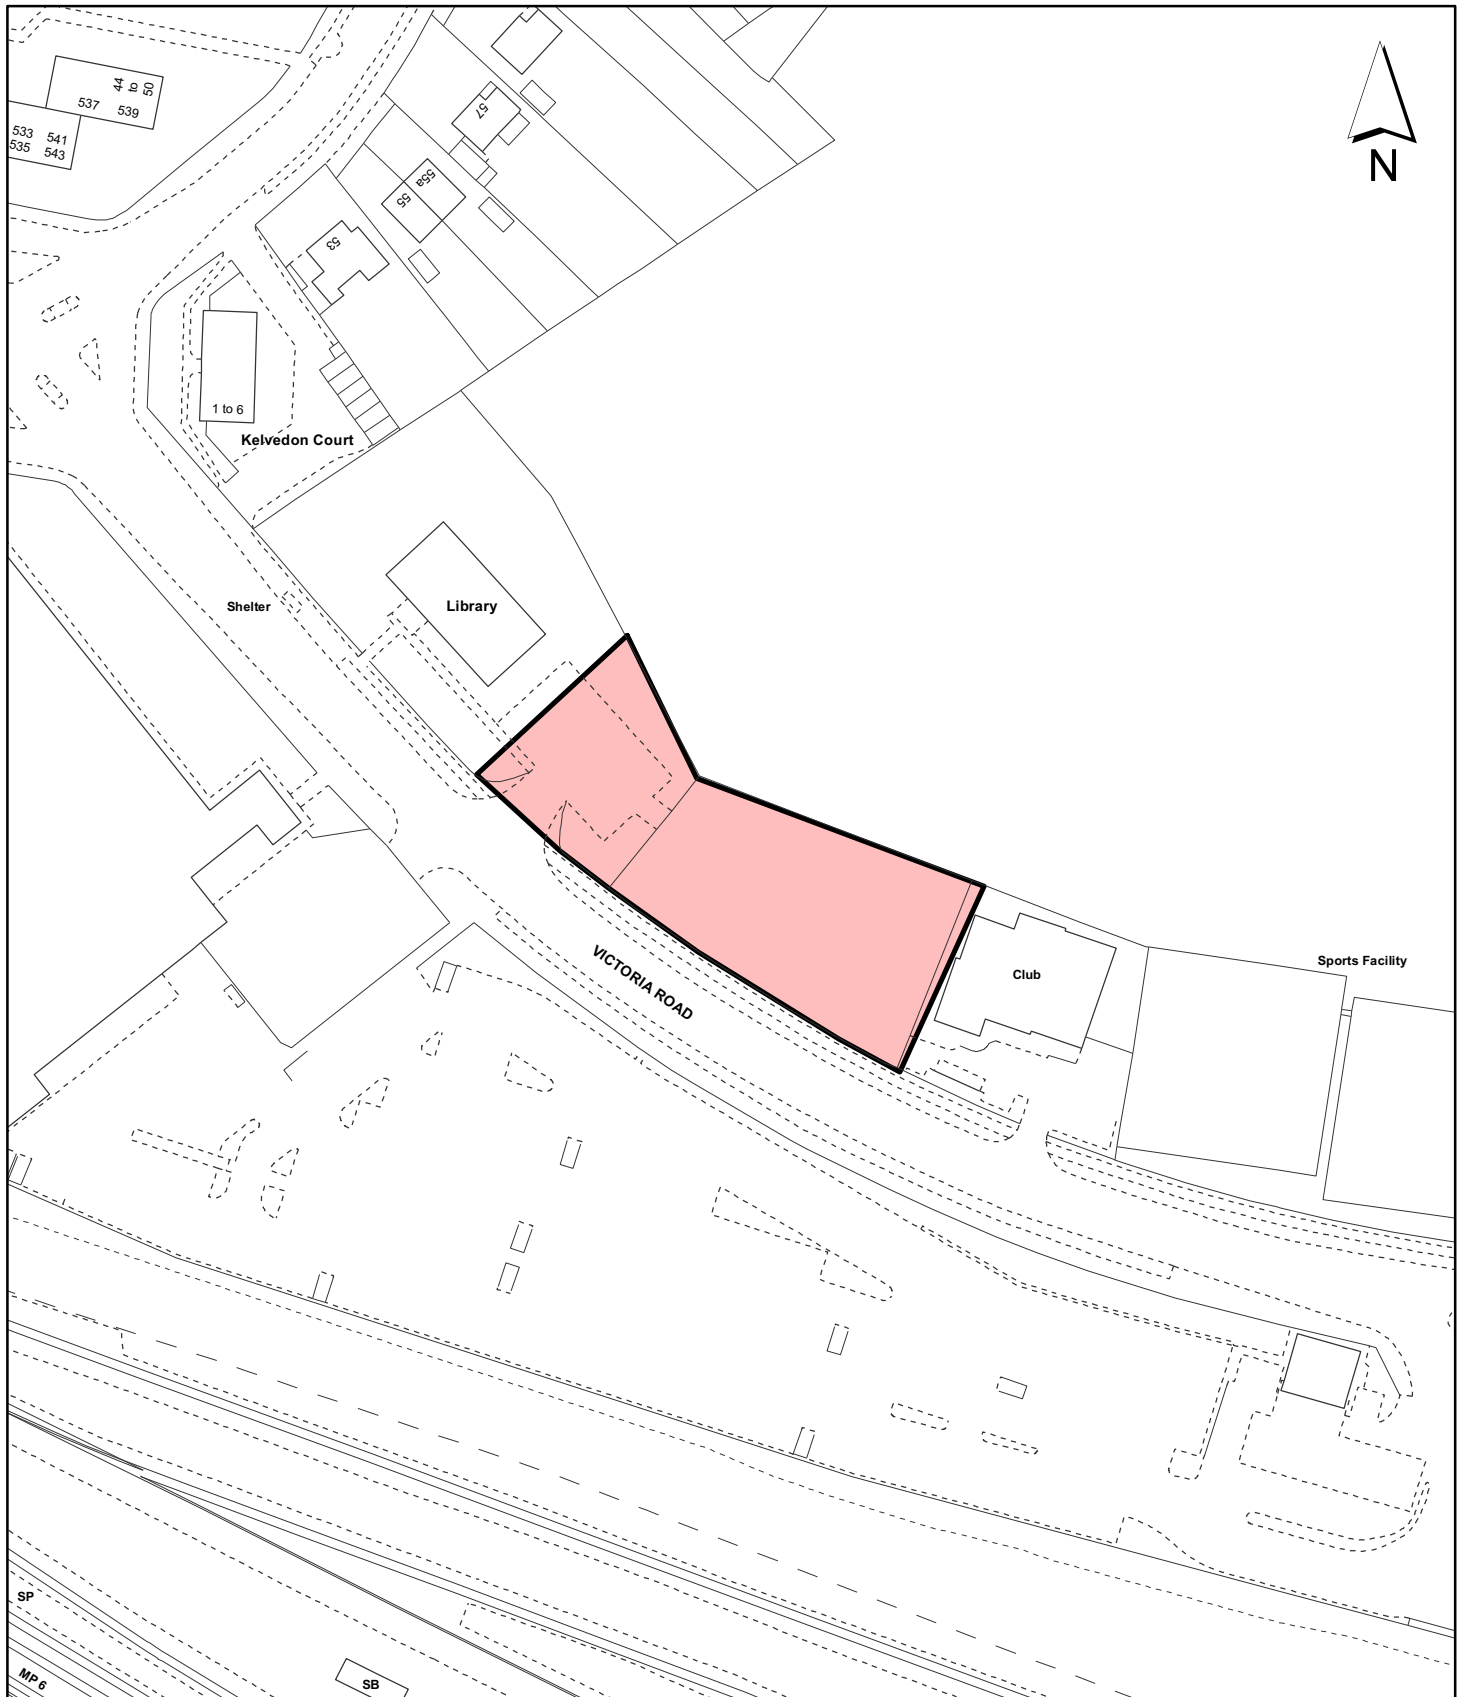 N
44
to
50
537 539
533 541
535 543
57
55a
55
53
1 to 6
Kelvedon Court
Shelter
Library
VICTORIA ROAD
Club
Sports Facility
SP
MP 6
SB